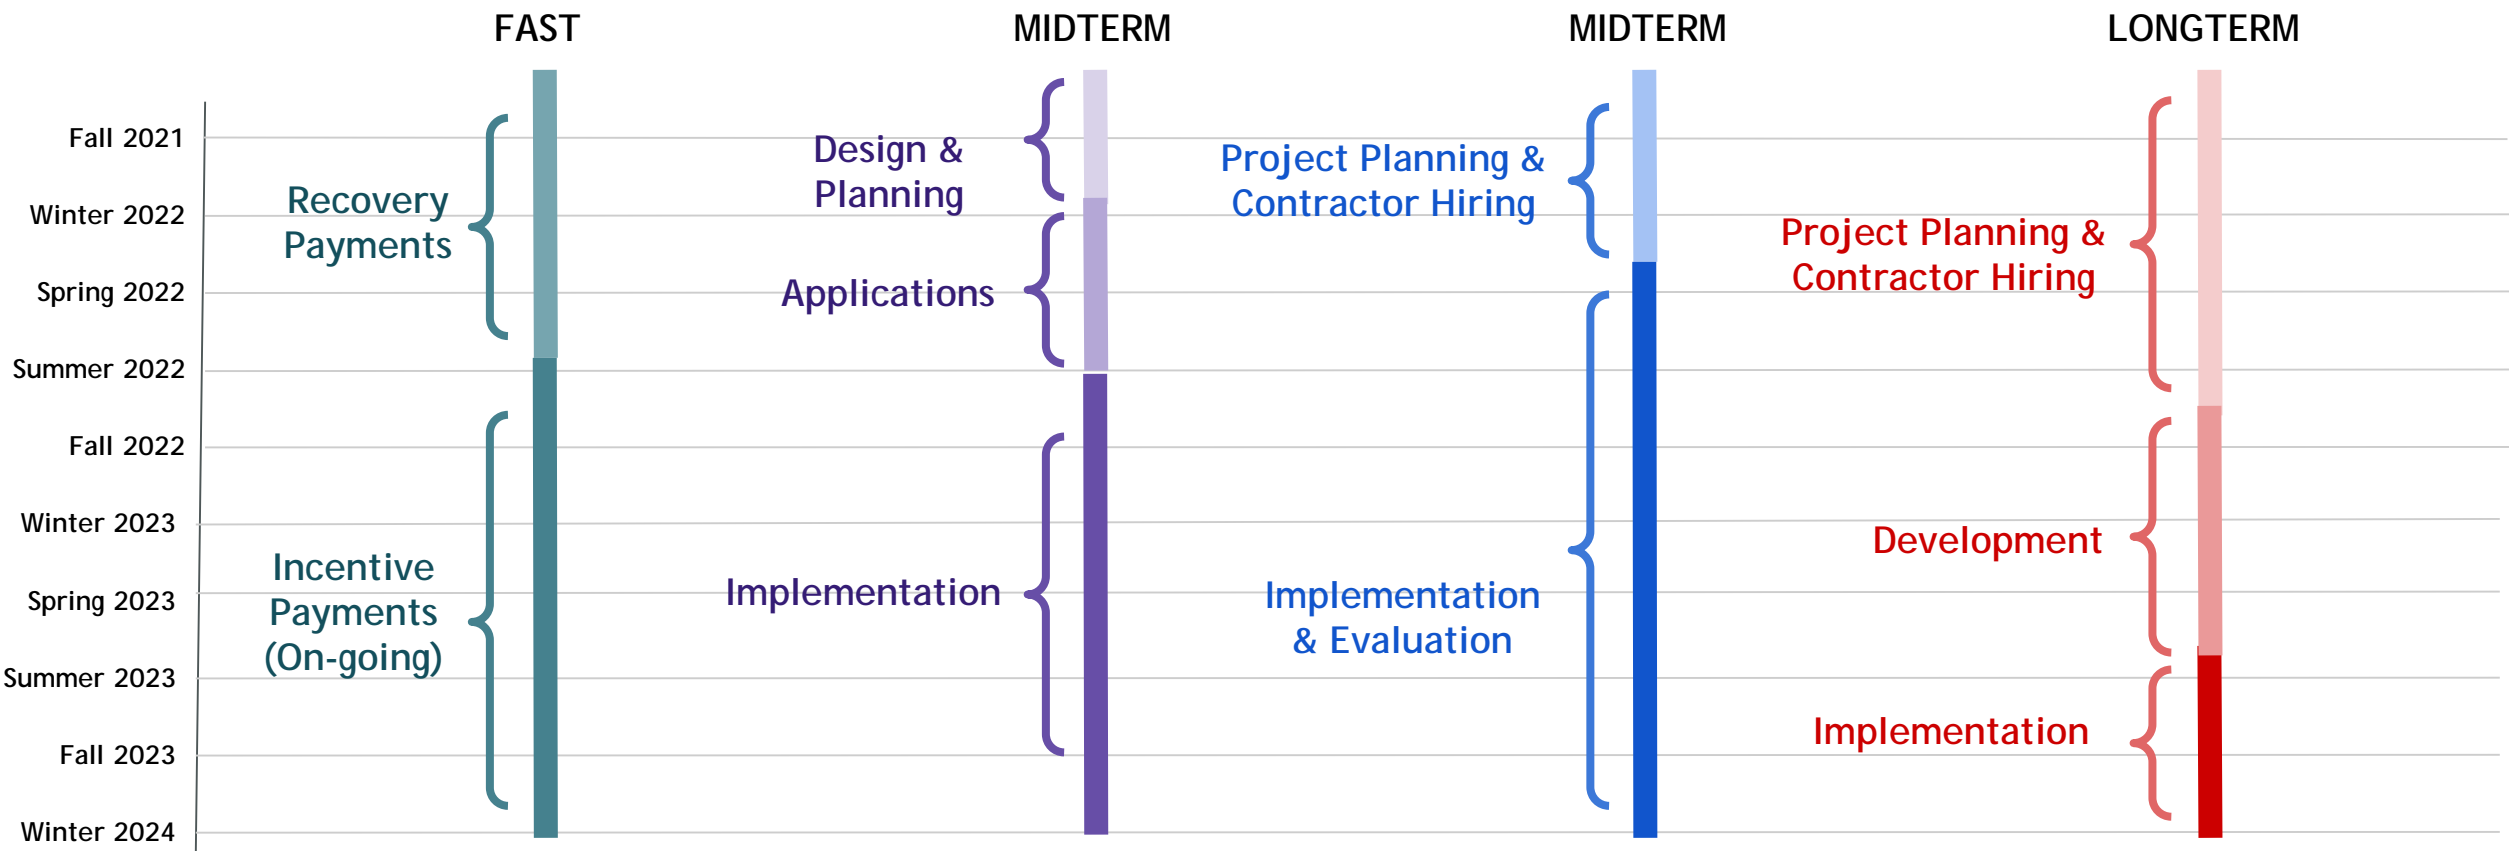 FAST
MIDTERM
MIDTERM
LONGTERM
Fall 2021
Winter 2022
Spring 2022
Summer 2022
Fall 2022
Winter 2023
Spring 2023
Summer 2023
Fall 2023
Winter 2024
Recovery
Payments
Incentive
Payments
(On-going)
Design &
Planning
Applications
Implementation
Project Planning &
Contractor Hiring
Implementation
& Evaluation
Project Planning &
Contractor Hiring
Development
Implementation